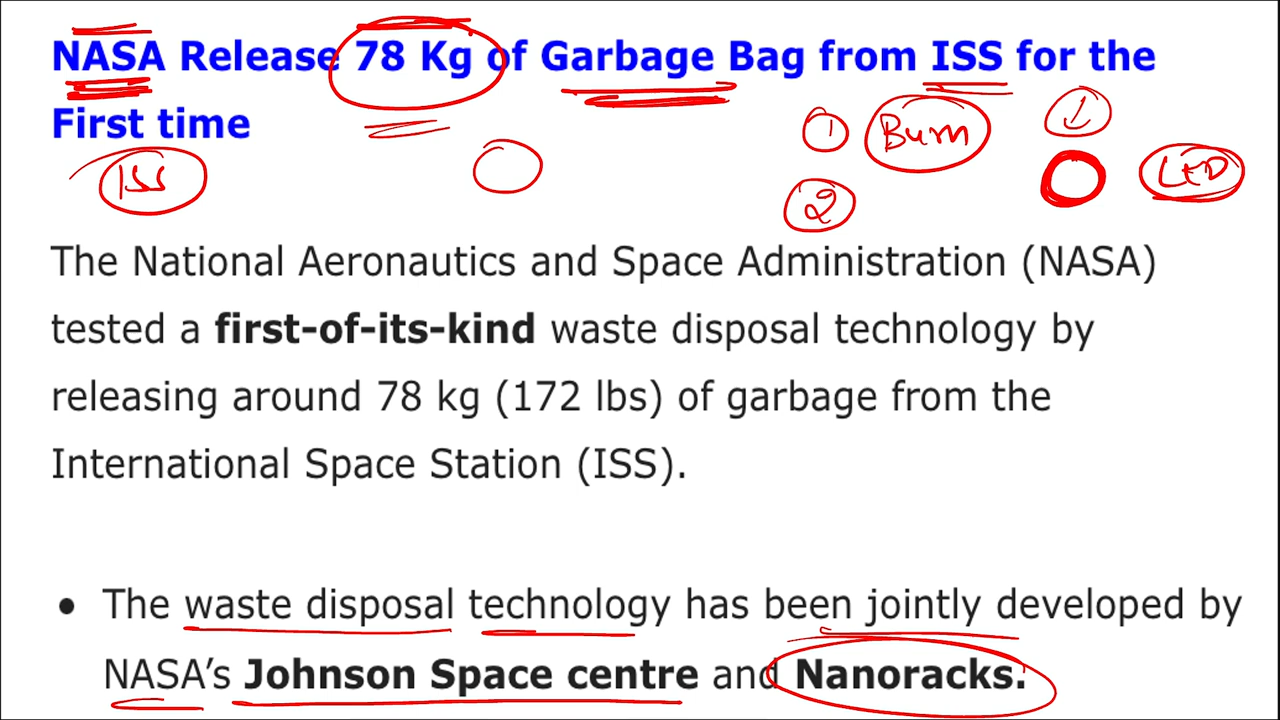 NASA Release 78 Kg of Garbage Bag from ISS for the
First time
1 Burn
ISS
2
The National Aeronautics and Space Administration (NASA)
tested a first-of-its-kind waste disposal technology by
releasing around 78 kg (172 lbs) of garbage from the
International Space Station (ISS).
• The waste disposal technology has been jointly developed by
NASA’s Johnson Space centre and Nanoracks.